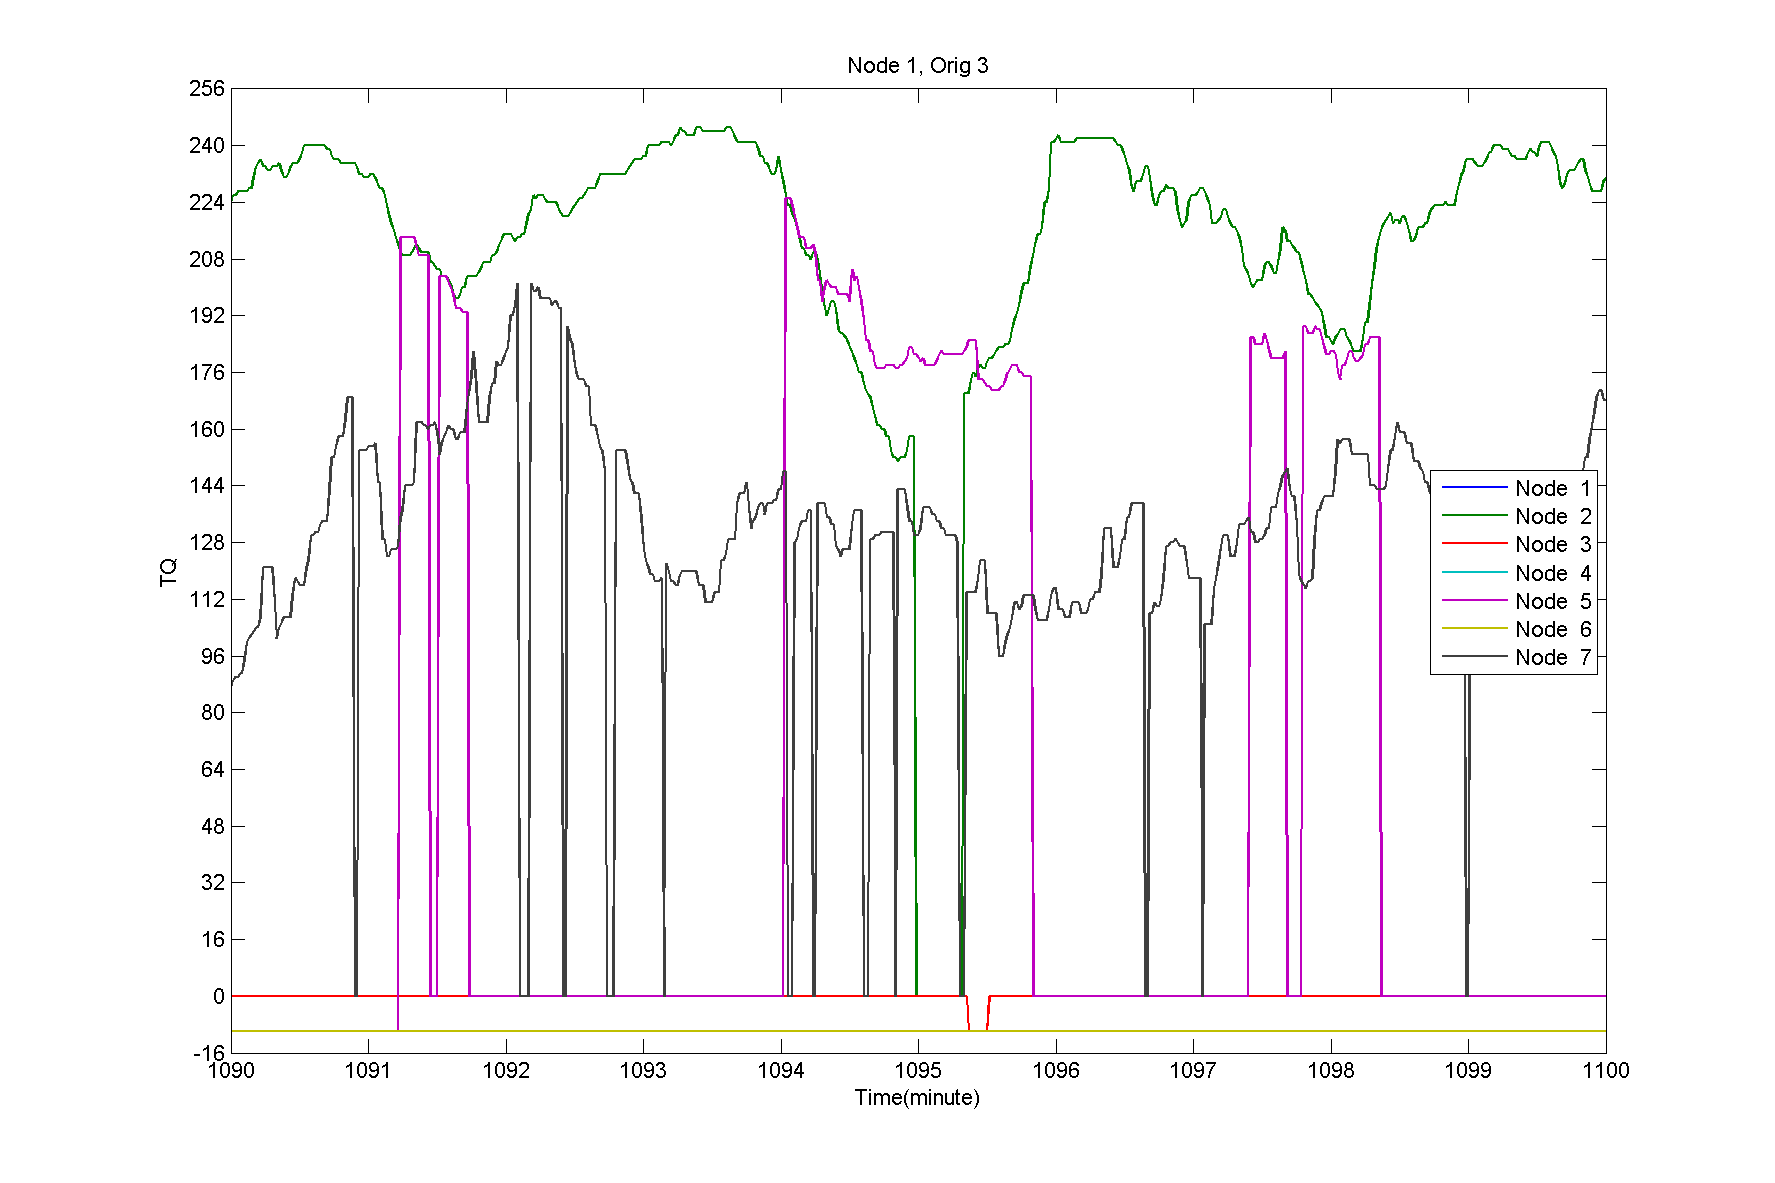 Node 1, Orig 3
256
240
224
208
192
176
160
144
128
112
96
80
64
48
32
16
0
-16
TQ
Node 1
Node 2
Node 3
Node 4
Node 5
Node 6
Node 7
1090 1091 1092 1093 1094 1095 1096 1097 1098 1099 1100
Time(minute)